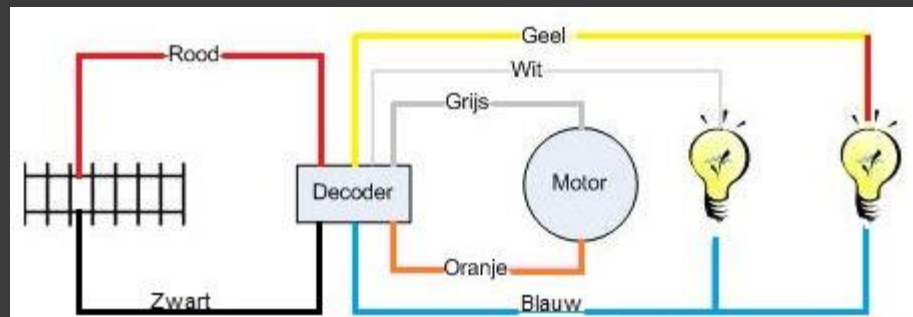 Geel
Rood
Wit
Grijs
Decoder
Motor
Oranje
Zwart
Blauw